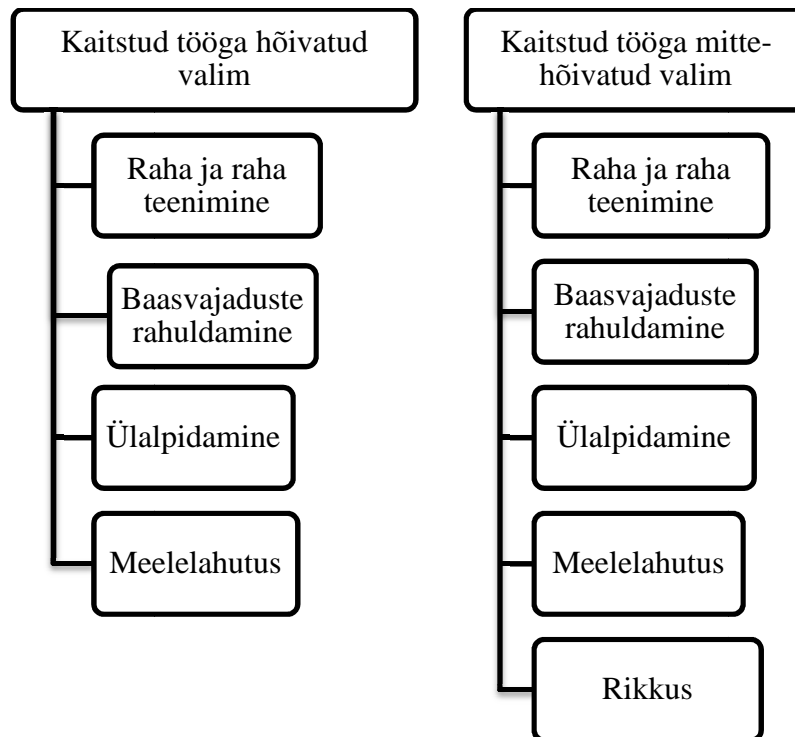 Kaitstud tööga hõivatud
valim
Raha ja raha
teenimine
Baasvajaduste
rahuldamine
Ülalpidamine
Meelelahutus
Kaitstud tööga mitte-
hõivatud valim
Raha ja raha
teenimine
Baasvajaduste
rahuldamine
Ülalpidamine
Meelelahutus
Rikkus